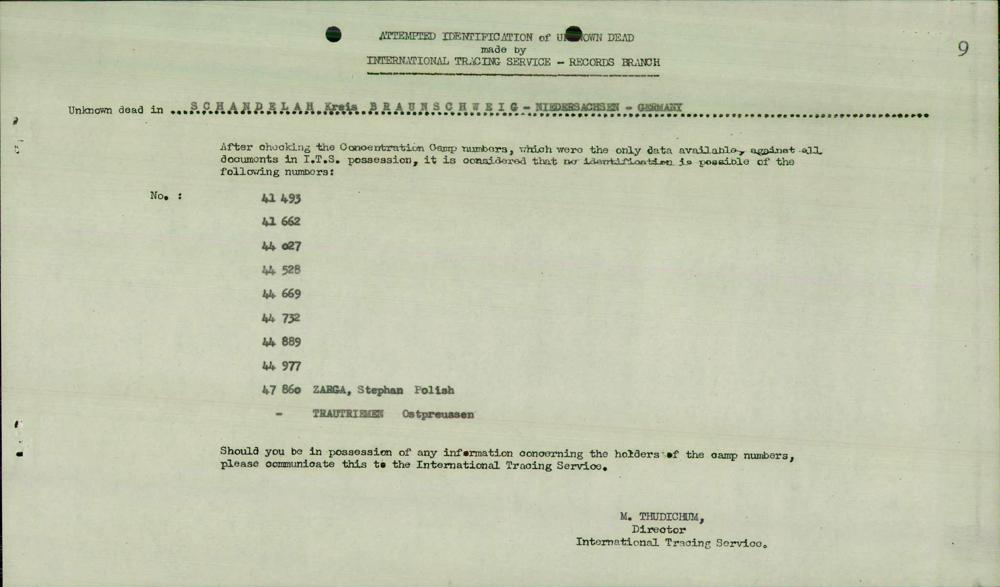 ATTEMPTED IDENTIFICATION of UNKNOWN DEAD
made by
INTERNATIONAL TRACING SERVICE - RECORDS BRANCH
9
Unknown dead in ...SCHANDELAH Kreis BRAUNSCHWEIG - NIEDERSACHSEN - GERMANY
After checking the Concentration Camp numbers, which were the only data available, against all
documents in I.T.S. possession, it is considered that no identification is possible of the
following numbers:
No. :
41 493
41 662
44 027
44 528
44 669
44 732
44 889
44 977
47 860 ZARGA, Stephan Polish
- TRAUTRIEMEN Ostpreussen
Should you be in possession of any information concerning the holders of the camp numbers,
please communicate this to the International Tracing Service.
M. THUDICHUM,
Director
International Tracing Service.